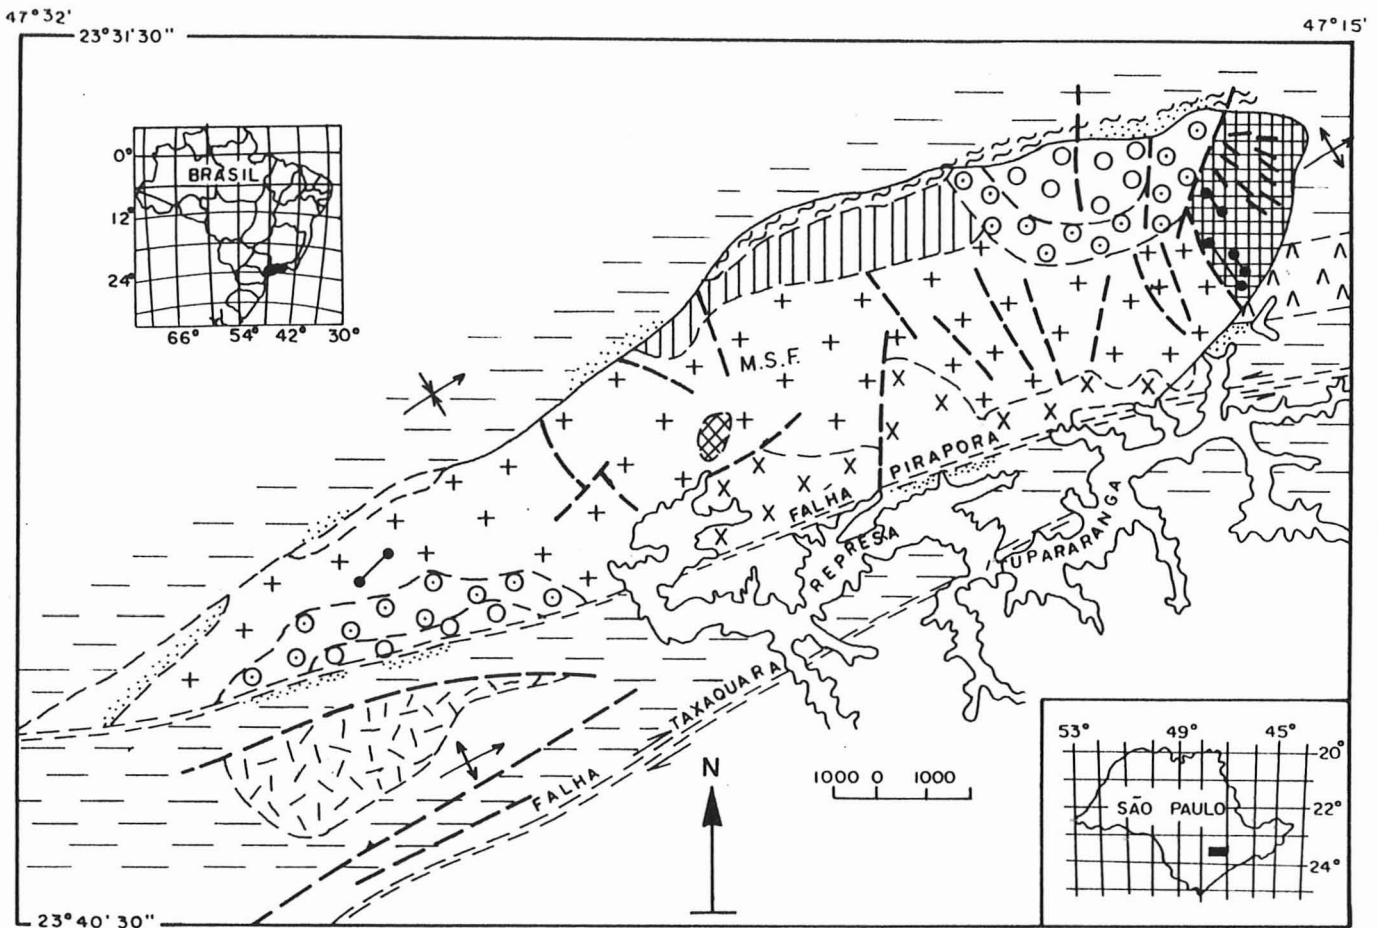 47°32'
47°15'
23°31'30"
BRASIL
0°
12°
24°
66° 54° 42° 30°
M.S.F.
FALHA PIRAPORA
REPRESA
TUPARARANGA
FALHA TAXAQUARA
N
1000 0 1000
53° 49° 45°
20°
SÃO PAULO
22°
24°
23°40'30"